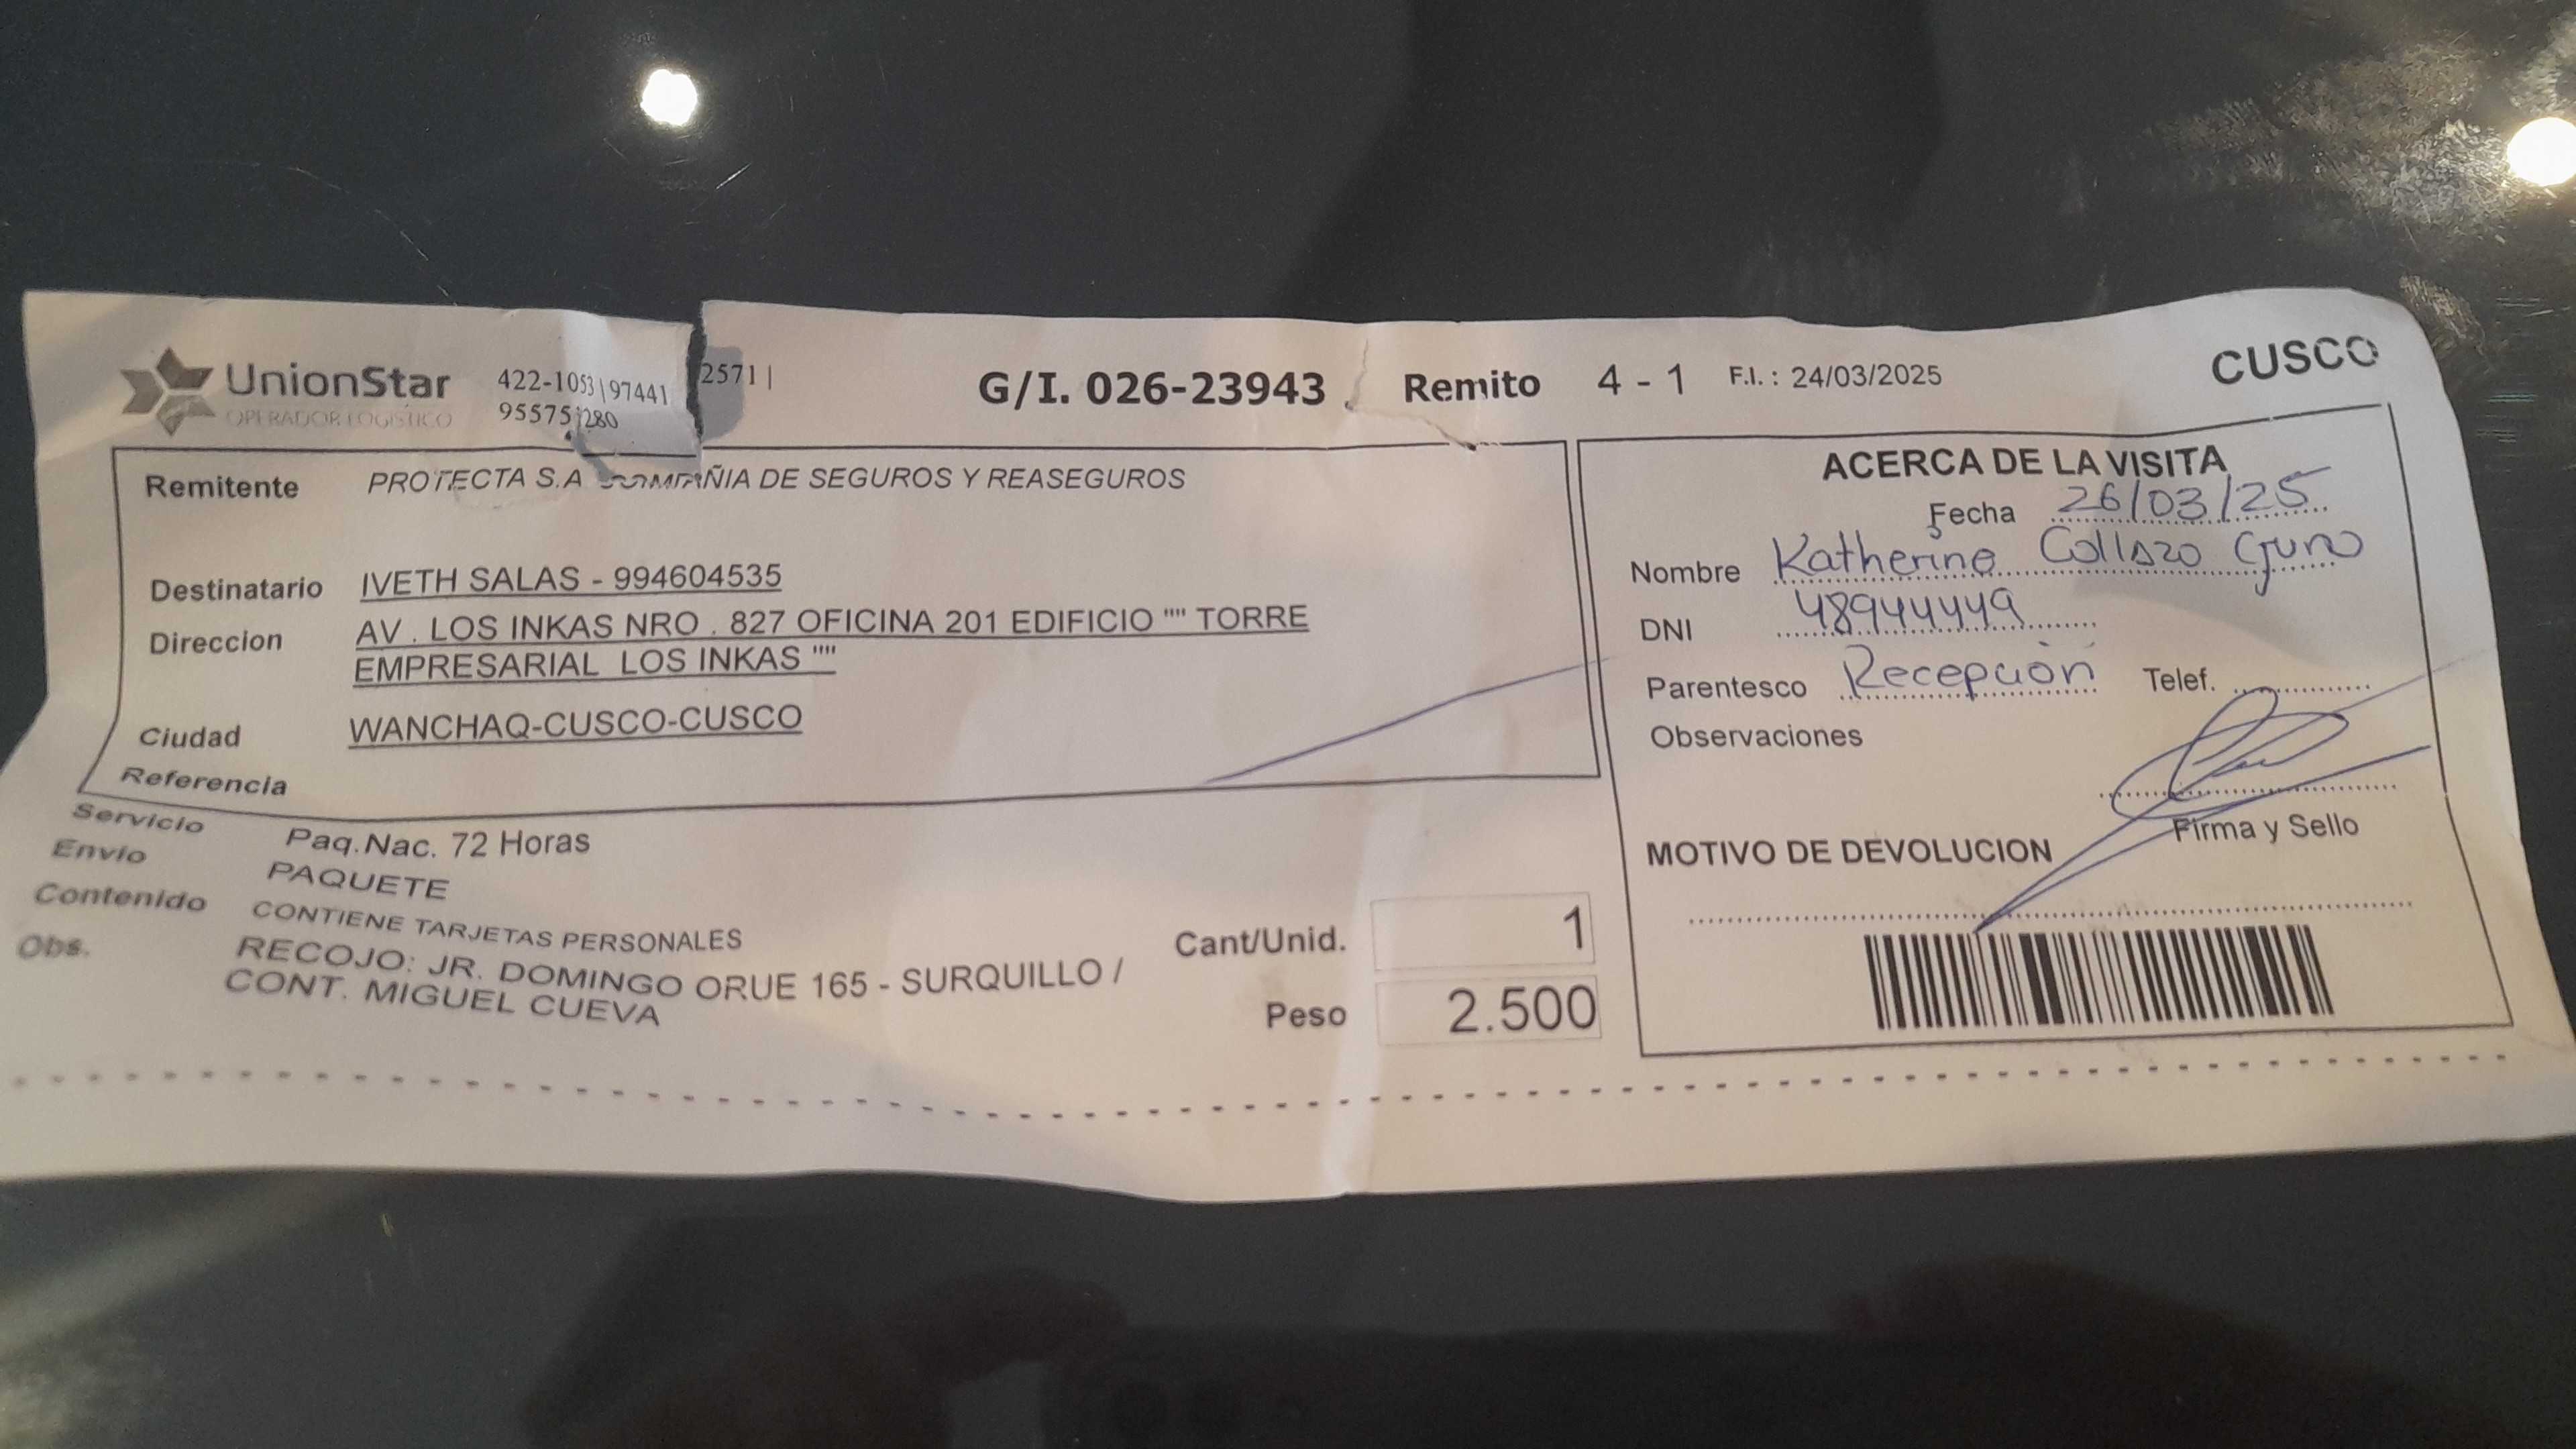 UnionStar
OPERADOR LOGISTICO
422-1053 | 97441 2571 |
95575 280
G/I. 026-23943 Remito 4 - 1 F.I. : 24/03/2025 CUSCO
Remitente PROTECTA S.A COMPAÑIA DE SEGUROS Y REASEGUROS
Destinatario IVETH SALAS - 994604535
Direccion AV . LOS INKAS NRO . 827 OFICINA 201 EDIFICIO "" TORRE
EMPRESARIAL LOS INKAS ""
Ciudad WANCHAQ-CUSCO-CUSCO
Referencia
Servicio Paq.Nac. 72 Horas
Envio PAQUETE
Contenido CONTIENE TARJETAS PERSONALES
Obs. RECOJO: JR. DOMINGO ORUE 165 - SURQUILLO /
CONT. MIGUEL CUEVA
Cant/Unid. 1
Peso 2.500
ACERCA DE LA VISITA
Fecha 26/03/25
Nombre Katherine Collazo
DNI 48944449
Parentesco Recepción Telef.
Observaciones
Firma y Sello
MOTIVO DE DEVOLUCION